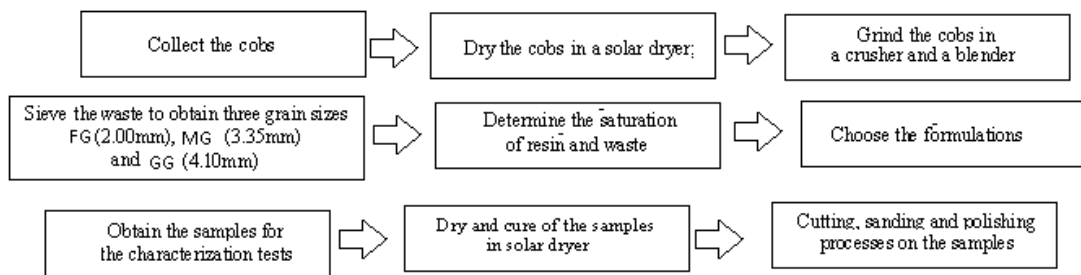 Collect the cobs
Dry the cobs in a solar dryer;
Grind the cobs in
a crusher and a blender
Sieve the waste to obtain three grain sizes
FG (2.00mm), MG (3.35mm)
and GG (4.10mm)
Determine the saturation
of resin and waste
Choose the formulations
Obtain the samples for
the characterization tests
Dry and cure of the samples
in solar dryer
Cutting, sanding and polishing
processes on the samples